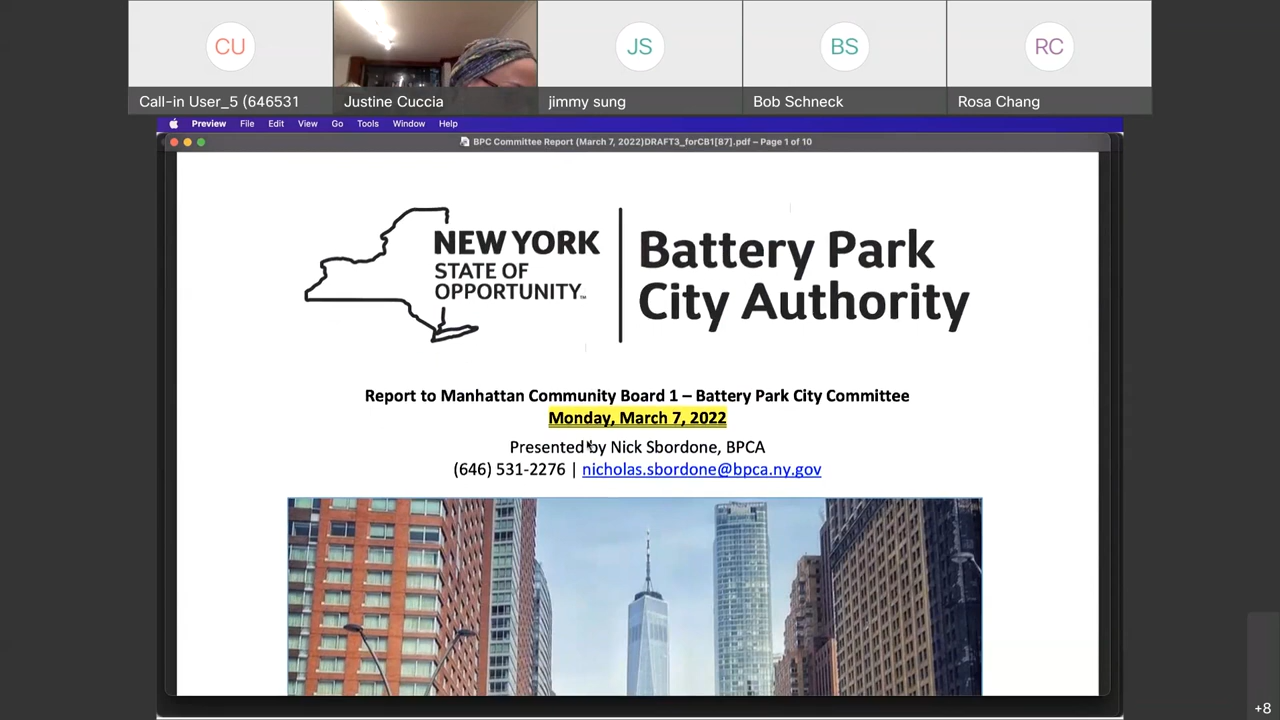 CU
JS
BS
RC
Call-in User_5 (646531
Justine Cuccia
jimmy sung
Bob Schneck
Rosa Chang
Preview File Edit View Go Tools Window Help
BPC Committee Report (March 7, 2022)DRAFT3_forCB1[87].pdf – Page 1 of 10
NEW YORK
STATE OF
OPPORTUNITY™
Battery Park
City Authority
Report to Manhattan Community Board 1 – Battery Park City Committee
Monday, March 7, 2022
Presented by Nick Sbordone, BPCA
(646) 531-2276 | nicholas.sbordone@bpca.ny.gov
+8